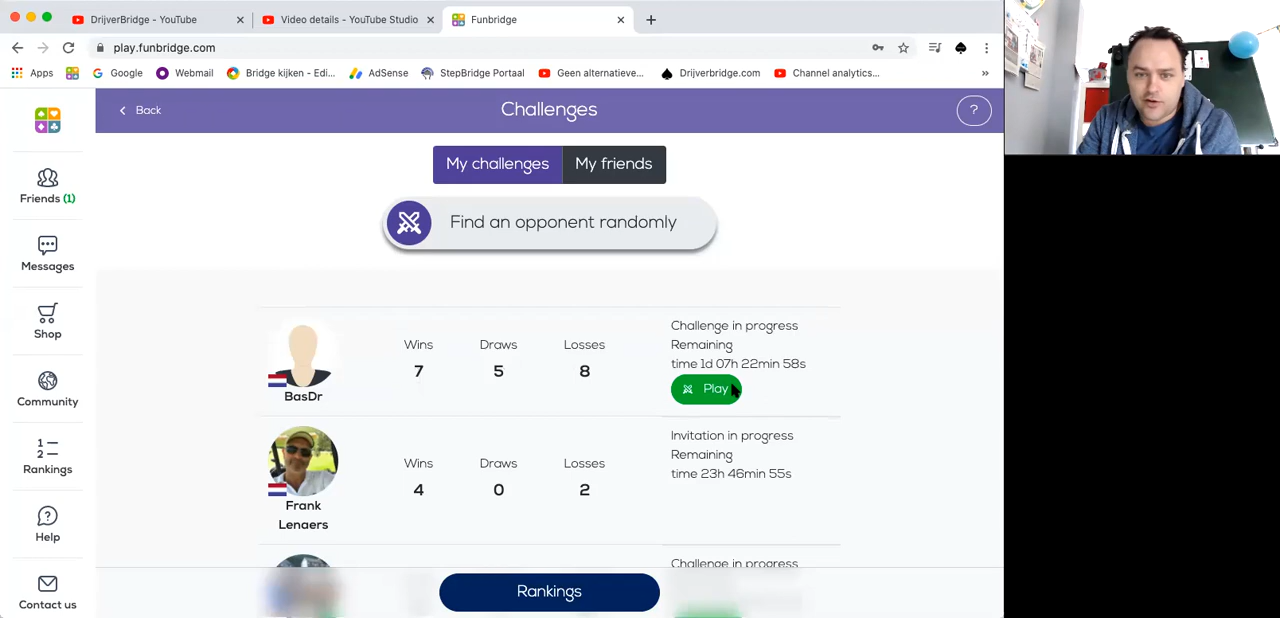 DrijverBridge - YouTube
Video details - YouTube Studio
Funbridge
play.funbridge.com
Apps
Google
Webmail
Bridge kijken - Edi...
AdSense
StepBridge Portaal
Geen alternatieve...
Drijverbridge.com
Channel analytics...
»
Back
Challenges
?
My challenges
My friends
Find an opponent randomly
Friends (1)
Messages
Shop
Community
1
2
Rankings
Help
Contact us
Wins
Draws
Losses
7
5
8
BasDr
Challenge in progress
Remaining
time 1d 07h 22min 58s
Play
Wins
Draws
Losses
4
0
2
Frank
Lenaers
Invitation in progress
Remaining
time 23h 46min 55s
Challenge in progress
Rankings